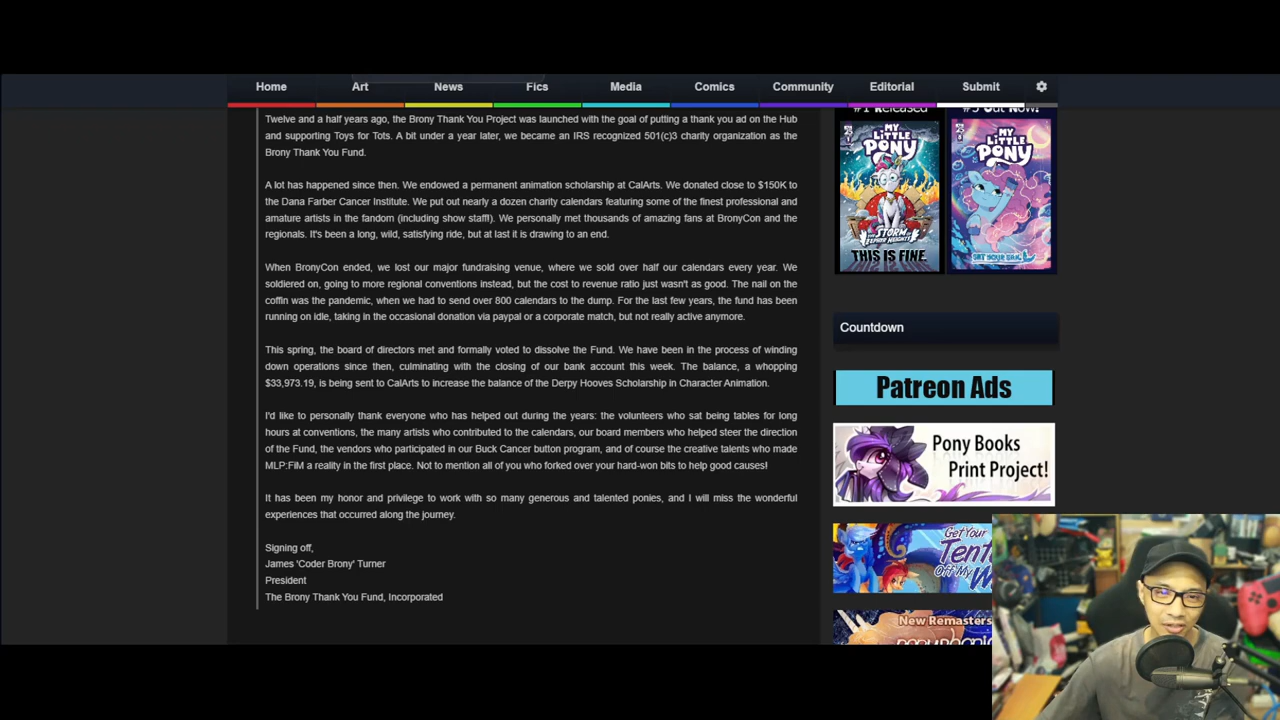 Home Art News Fics Media Comics Community Editorial Submit
Twelve and a half years ago, the Brony Thank You Project was launched with the goal of putting a thank you ad on the Hub
and supporting Toys for Tots. A bit under a year later, we became an IRS recognized 501(c)3 charity organization as the
Brony Thank You Fund.
A lot has happened since then. We endowed a permanent animation scholarship at CalArts. We donated close to $150K to
the Dana Farber Cancer Institute. We put out nearly a dozen charity calendars featuring some of the finest professional and
amature artists in the fandom (including show staff!). We personally met thousands of amazing fans at BronyCon and the
regionals. It's been a long, wild, satisfying ride, but at last it is drawing to an end.
When BronyCon ended, we lost our major fundraising venue, where we sold over half our calendars every year. We
soldiered on, going to more regional conventions instead, but the cost to revenue ratio just wasn't as good. The nail on the
coffin was the pandemic, when we had to send over 800 calendars to the dump. For the last few years, the fund has been
running on idle, taking in the occasional donation via paypal or a corporate match, but not really active anymore.
This spring, the board of directors met and formally voted to dissolve the Fund. We have been in the process of winding
down operations since then, culminating with the closing of our bank account this week. The balance, a whopping
$33,973.19, is being sent to CalArts to increase the balance of the Derpy Hooves Scholarship in Character Animation.
I'd like to personally thank everyone who has helped out during the years: the volunteers who sat being tables for long
hours at conventions, the many artists who contributed to the calendars, our board members who helped steer the direction
of the Fund, the vendors who participated in our Buck Cancer button program, and of course the creative talents who made
MLP:FiM a reality in the first place. Not to mention all of you who forked over your hard-won bits to help good causes!
It has been my honor and privilege to work with so many generous and talented ponies, and I will miss the wonderful
experiences that occurred along the journey.
Signing off,
James 'Coder Brony' Turner
President
The Brony Thank You Fund, Incorporated
#1 Released
Out Now!
MY LITTLE PONY
THIS IS FINE.
MY LITTLE PONY
Countdown
Patreon Ads
Pony Books
Print Project!
Get Your
New Remasters